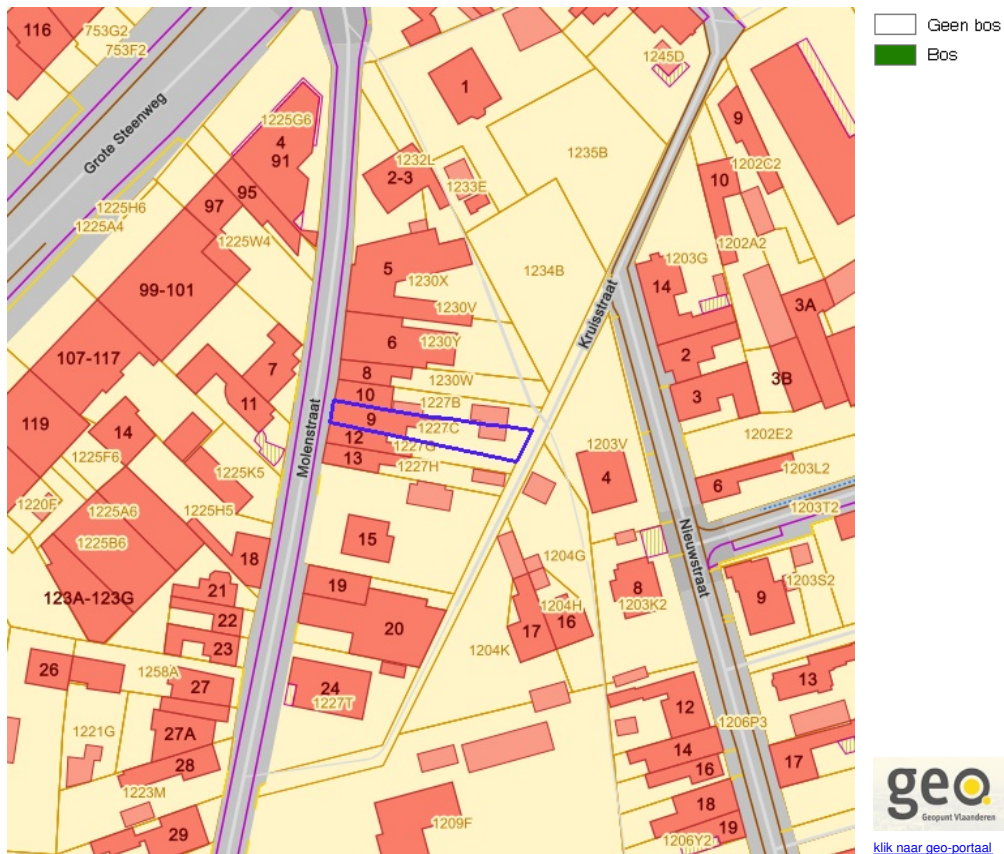 116
753G2
753F2
Geen bos
Bos
1245D
1
9
1225G6
4
91
Grote Steenweg
1235B
1202C2
1232L
2-3
1233E
10
95
97
1225H6
1225A4
1225W4
1202A2
5
1234B
1203G
14
99-101
1230X
3A
1230V
Kruisstraat
6
1230Y
2
107-117
7
8
1230W
3B
10
1227B
3
11
9
1227C
119
Molenstraat
14
12
1227G
1203V
1202E2
1225F6
13
1227H
1225K5
4
6
1203L2
1220F
1225A6
1225H5
1203T2
15
Nieuwstraat
1225B6
18
1204G
1203S2
21
19
8
9
123A-123G
1204H
1203K2
22
16
20
17
23
1204K
26
1258A
27
24
13
1227T
12
1206P3
1221G
27A
14
28
16
17
1223M
18
geo
Geopunt Vlaanderen
29
1209F
19
1206Y2
klik naar geo-portaal